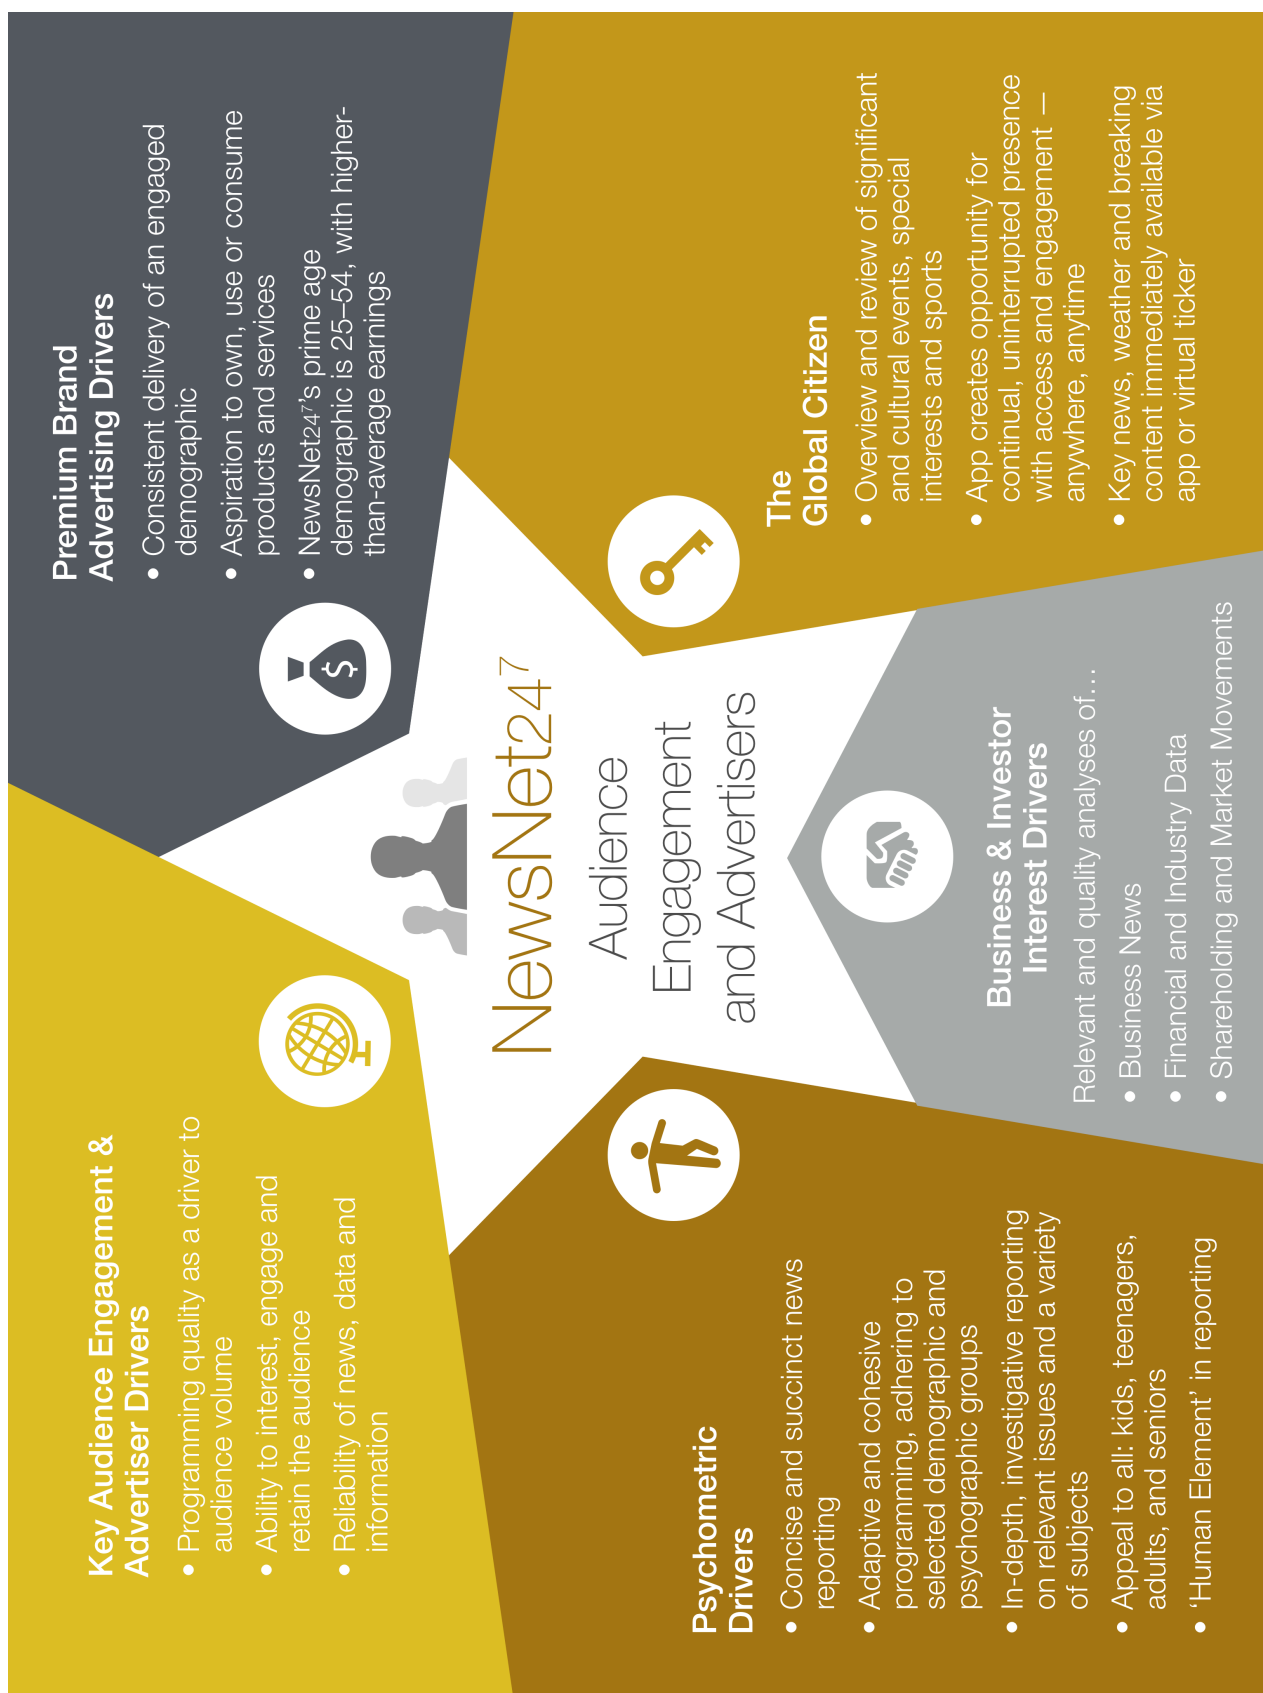 Key Audience Engagement &
Advertiser Drivers
• Programming quality as a driver to
audience volume
• Ability to interest, engage and
retain the audience
• Reliability of news, data and
information
Premium Brand
Advertising Drivers
• Consistent delivery of an engaged
demographic
• Aspiration to own, use or consume
products and services
• NewsNet24⁷’s prime age
demographic is 25–54, with higher-
than-average earnings
$
NewsNet24⁷
Audience
Engagement
and Advertisers
Psychometric
Drivers
• Concise and succinct news
reporting
• Adaptive and cohesive
programming, adhering to
selected demographic and
psychographic groups
• In-depth, investigative reporting
on relevant issues and a variety
of subjects
• Appeal to all: kids, teenagers,
adults, and seniors
• ‘Human Element’ in reporting
Business & Investor
Interest Drivers
Relevant and quality analyses of…
• Business News
• Financial and Industry Data
• Shareholding and Market Movements
The
Global Citizen
• Overview and review of significant
and cultural events, special
interests and sports
• App creates opportunity for
continual, uninterrupted presence
with access and engagement —
anywhere, anytime
• Key news, weather and breaking
content immediately available via
app or virtual ticker